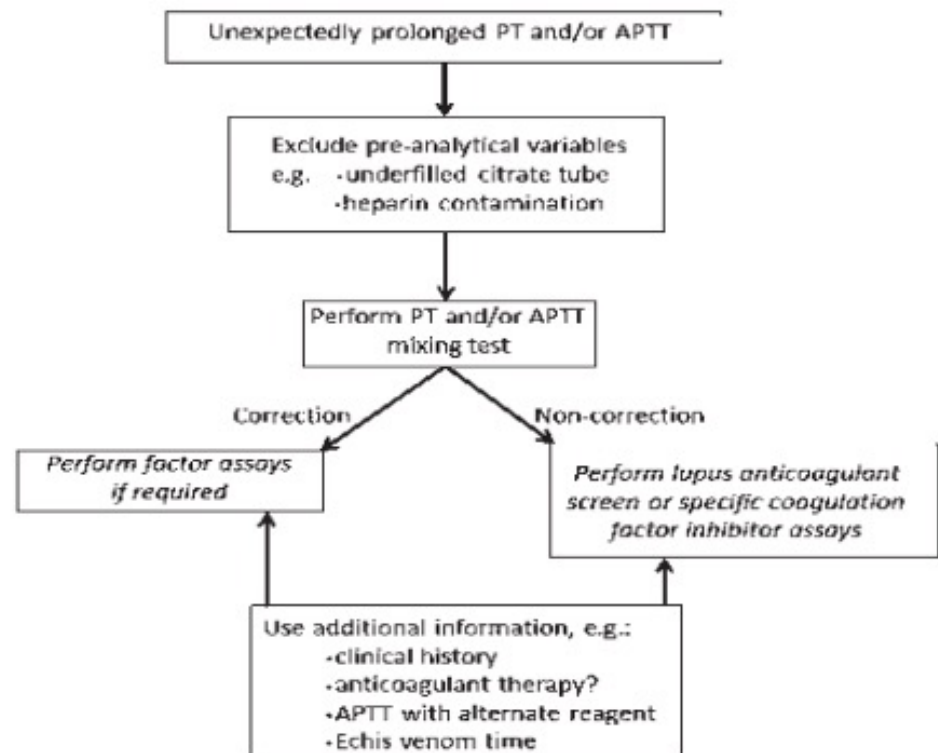 Unexpectedly prolonged PT and/or APTT
Exclude pre-analytical variables
e.g. •underfilled citrate tube
•heparin contamination
Perform PT and/or APTT
mixing test
Correction
Non-correction
Perform factor assays
if required
Perform lupus anticoagulant
screen or specific coagulation
factor inhibitor assays
Use additional information, e.g.:
•clinical history
•anticoagulant therapy?
•APTT with alternate reagent
•Echis venom time